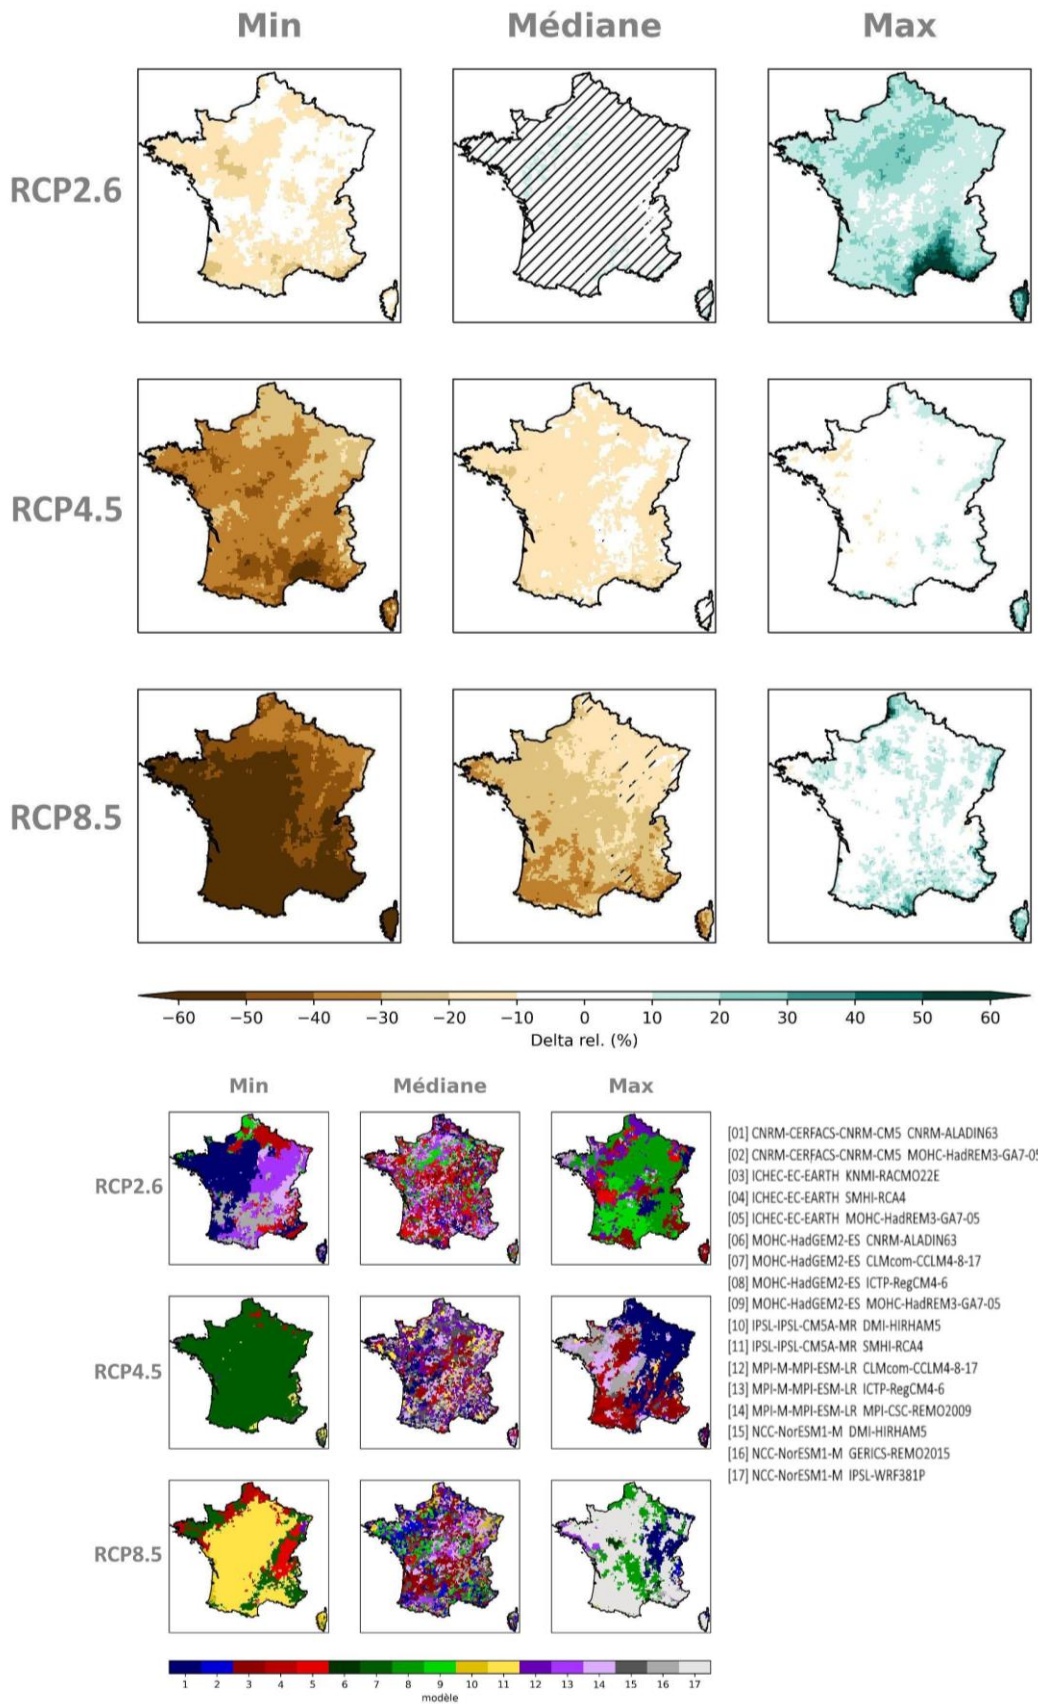 Min Médiane Max
RCP2.6
RCP4.5
RCP8.5
−60 −50 −40 −30 −20 −10 0 10 20 30 40 50 60
Delta rel. (%)
Min Médiane Max
RCP2.6
RCP4.5
RCP8.5
[01] CNRM-CERFACS-CNRM-CM5 CNRM-ALADIN63
[02] CNRM-CERFACS-CNRM-CM5 MOHC-HadREM3-GA7-05
[03] ICHEC-EC-EARTH KNMI-RACMO22E
[04] ICHEC-EC-EARTH SMHI-RCA4
[05] ICHEC-EC-EARTH MOHC-HadREM3-GA7-05
[06] MOHC-HadGEM2-ES CNRM-ALADIN63
[07] MOHC-HadGEM2-ES CLMcom-CCLM4-8-17
[08] MOHC-HadGEM2-ES ICTP-RegCM4-6
[09] MOHC-HadGEM2-ES MOHC-HadREM3-GA7-05
[10] IPSL-IPSL-CM5A-MR DMI-HIRHAM5
[11] IPSL-IPSL-CM5A-MR SMHI-RCA4
[12] MPI-M-MPI-ESM-LR CLMcom-CCLM4-8-17
[13] MPI-M-MPI-ESM-LR ICTP-RegCM4-6
[14] MPI-M-MPI-ESM-LR MPI-CSC-REMO2009
[15] NCC-NorESM1-M DMI-HIRHAM5
[16] NCC-NorESM1-M GERICS-REMO2015
[17] NCC-NorESM1-M IPSL-WRF381P
1 2 3 4 5 6 7 8 9 10 11 12 13 14 15 16 17
modèle